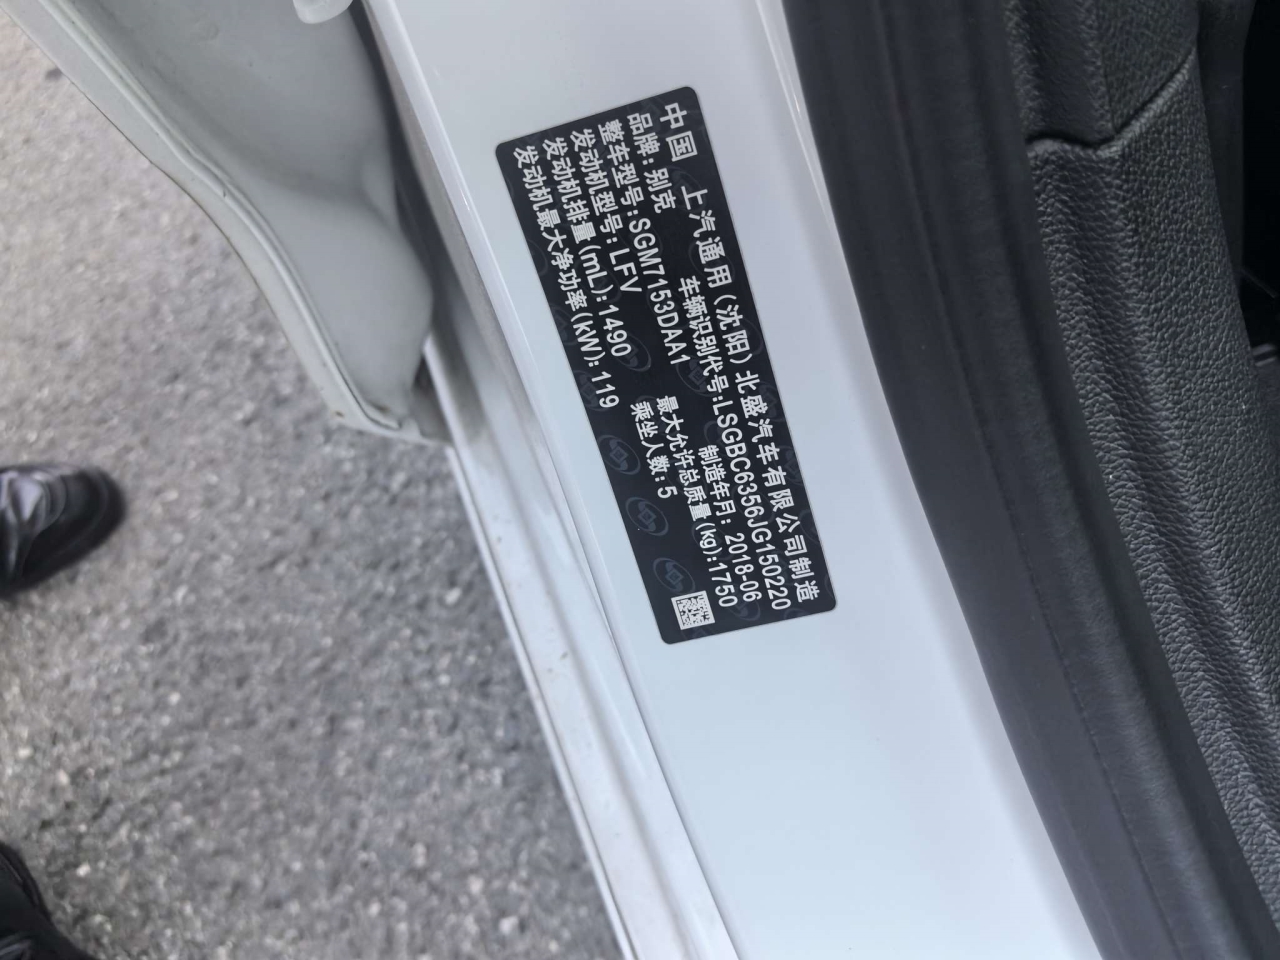 中国 上汽通用(沈阳)北盛汽车有限公司制造
品牌:别克 车辆识别代号:LSGBC6356JG150220
整车型号:SGM7153DAA1 制造年月:2018-06
发动机型号:LFV 最大允许总质量(kg):1750
发动机排量(mL):1490 乘坐人数:5
发动机最大净功率(kW):119